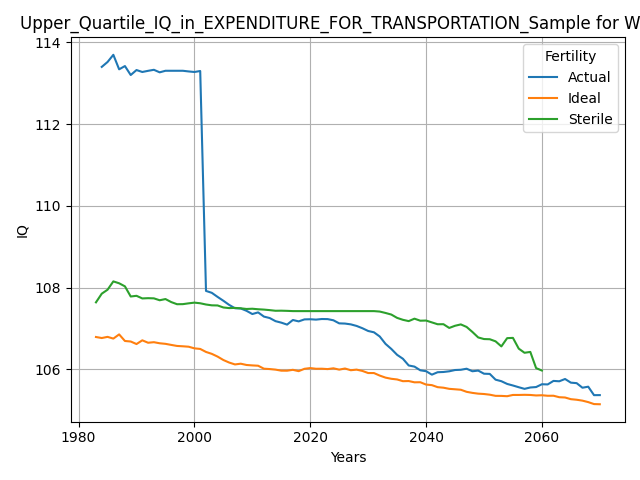 Upper_Quartile_IQ_in_EXPENDITURE_FOR_TRANSPORTATION_Sample for W
114
112
110
108
106
IQ
Fertility
Actual
Ideal
Sterile
1980
2000
2020
2040
2060
Years